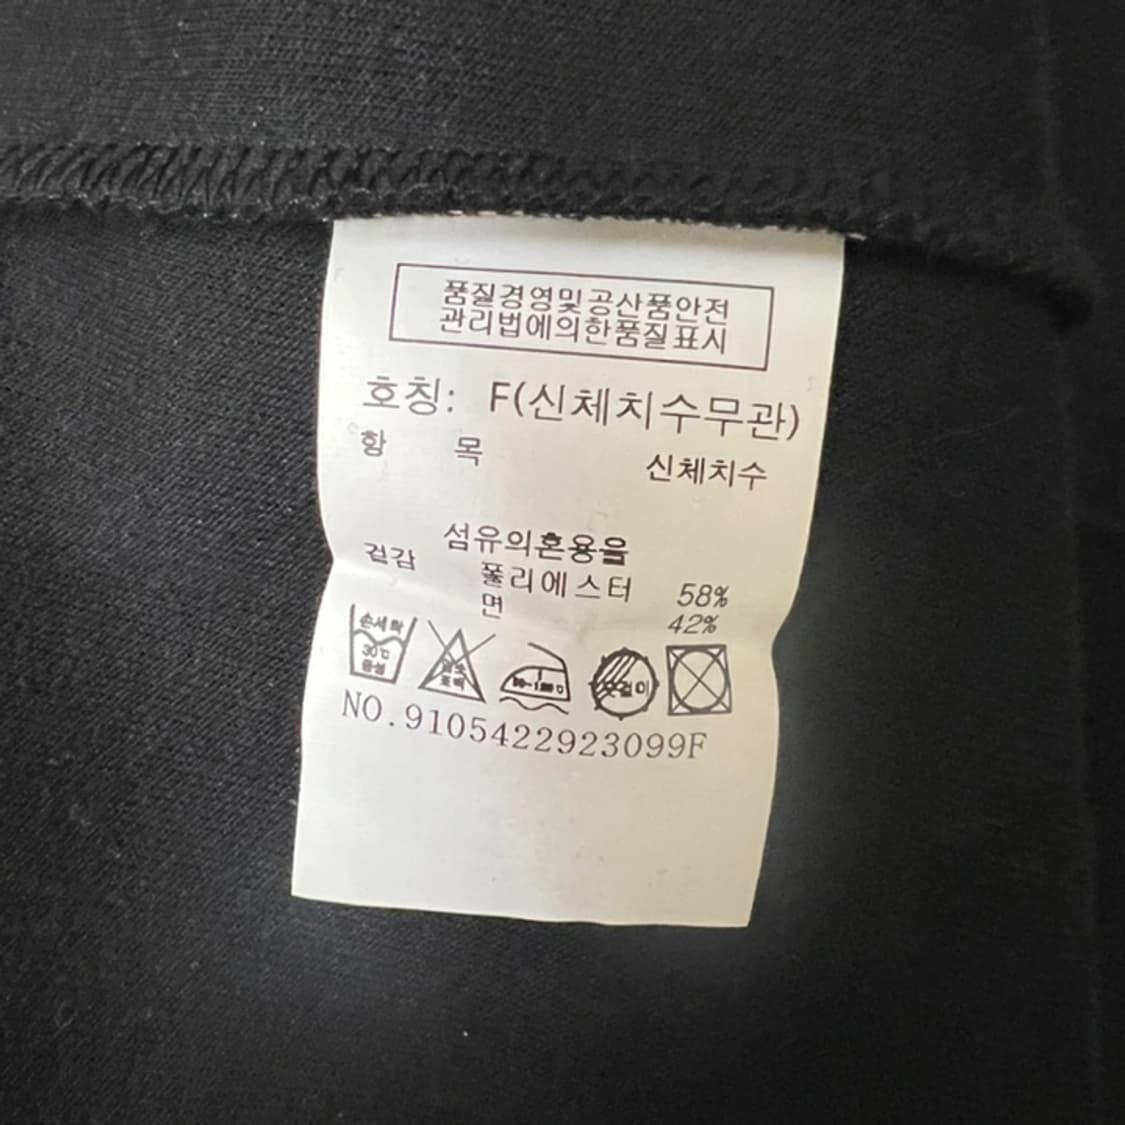 품질경영및공산품안전
관리법에의한품질표시
호칭: F(신체치수무관)
항 목
신체치수
섬유의혼용율
겉감
폴리에스터 58%
면 42%
손세탁
30℃
중성
옷걸이
NO.9105422923099F